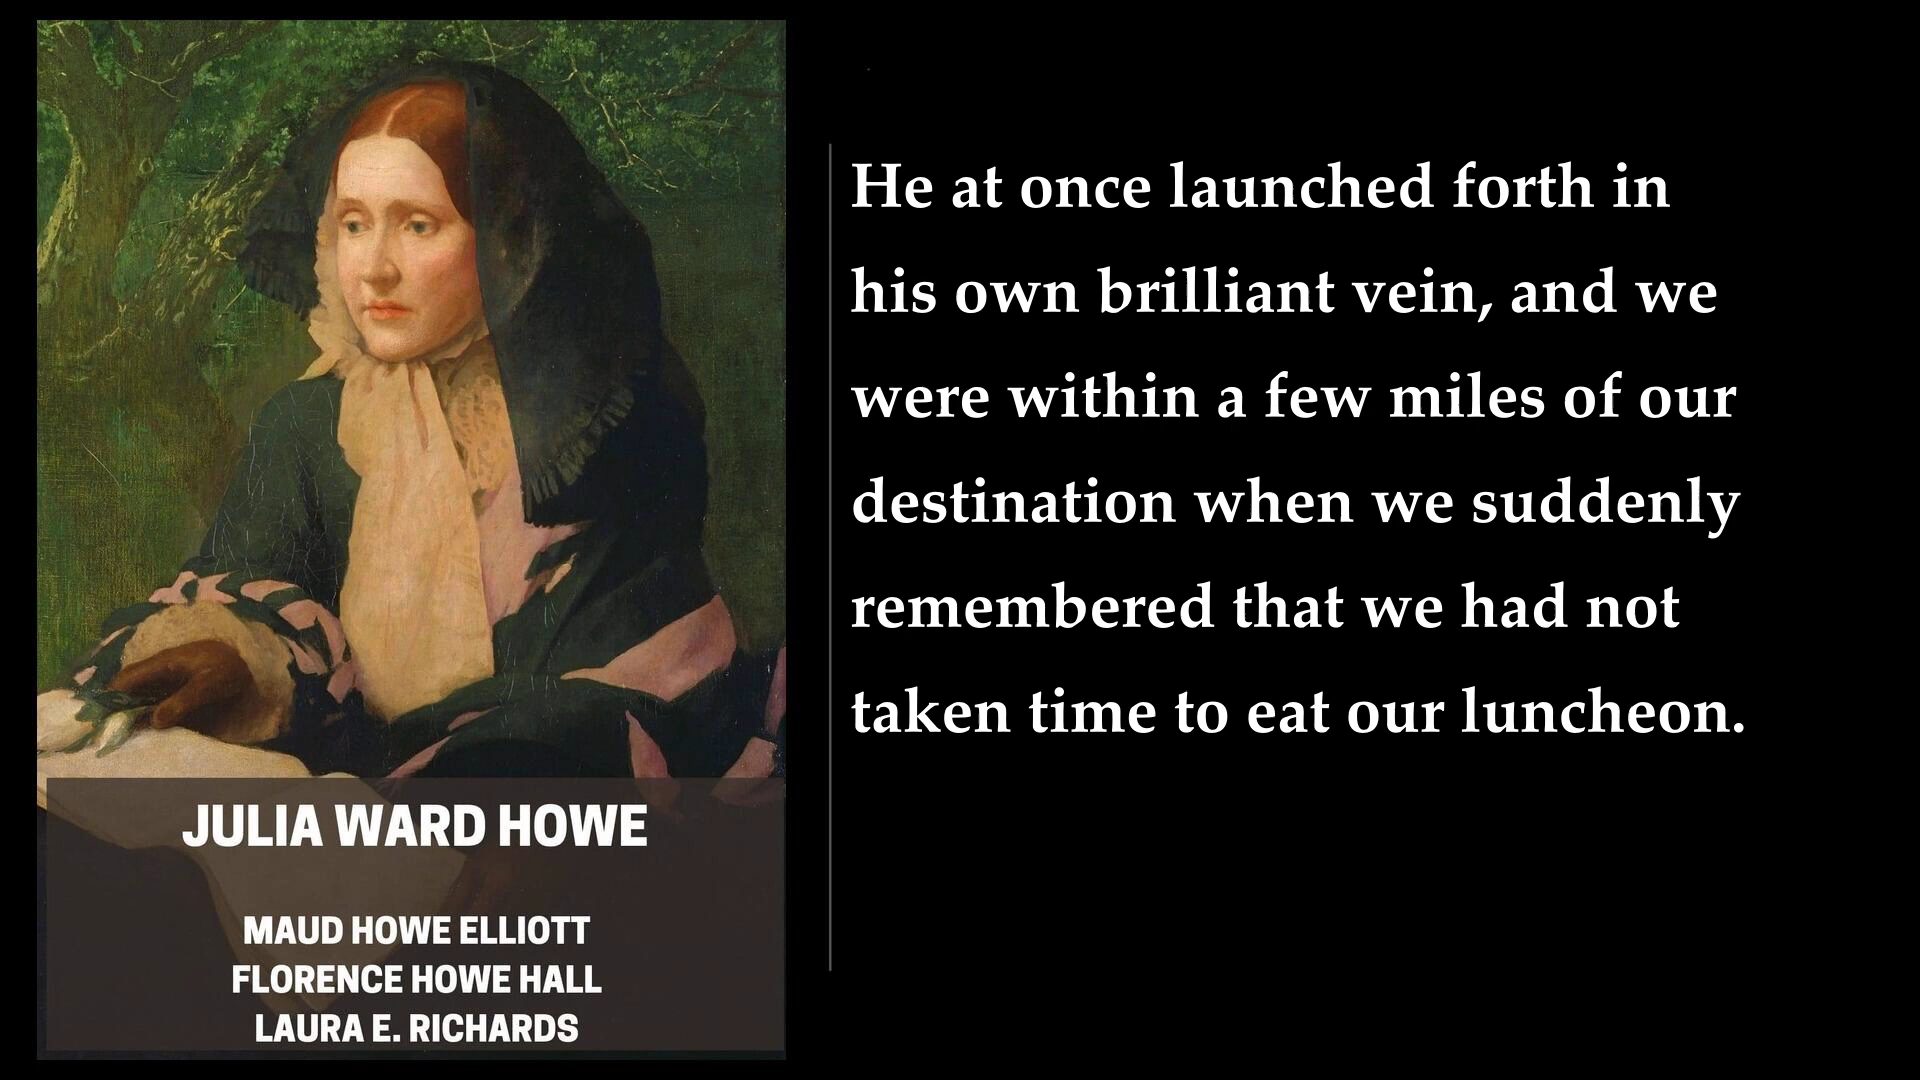 He at once launched forth in
his own brilliant vein, and we
were within a few miles of our
destination when we suddenly
remembered that we had not
taken time to eat our luncheon.
JULIA WARD HOWE
MAUD HOWE ELLIOTT
FLORENCE HOWE HALL
LAURA E. RICHARDS